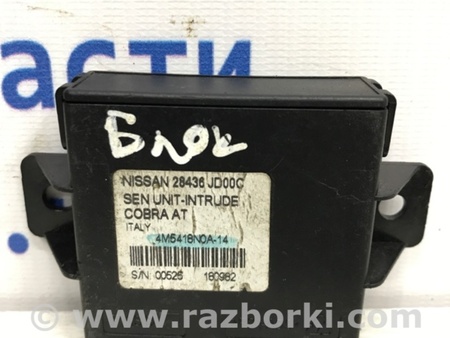 асти
Блок
NISSAN 28436 JD00C
SEN UNIT-INTRUDE
COBRA AT
ITALY
4M5418N0A-14
S/N 00526 180982
www.razborki.com